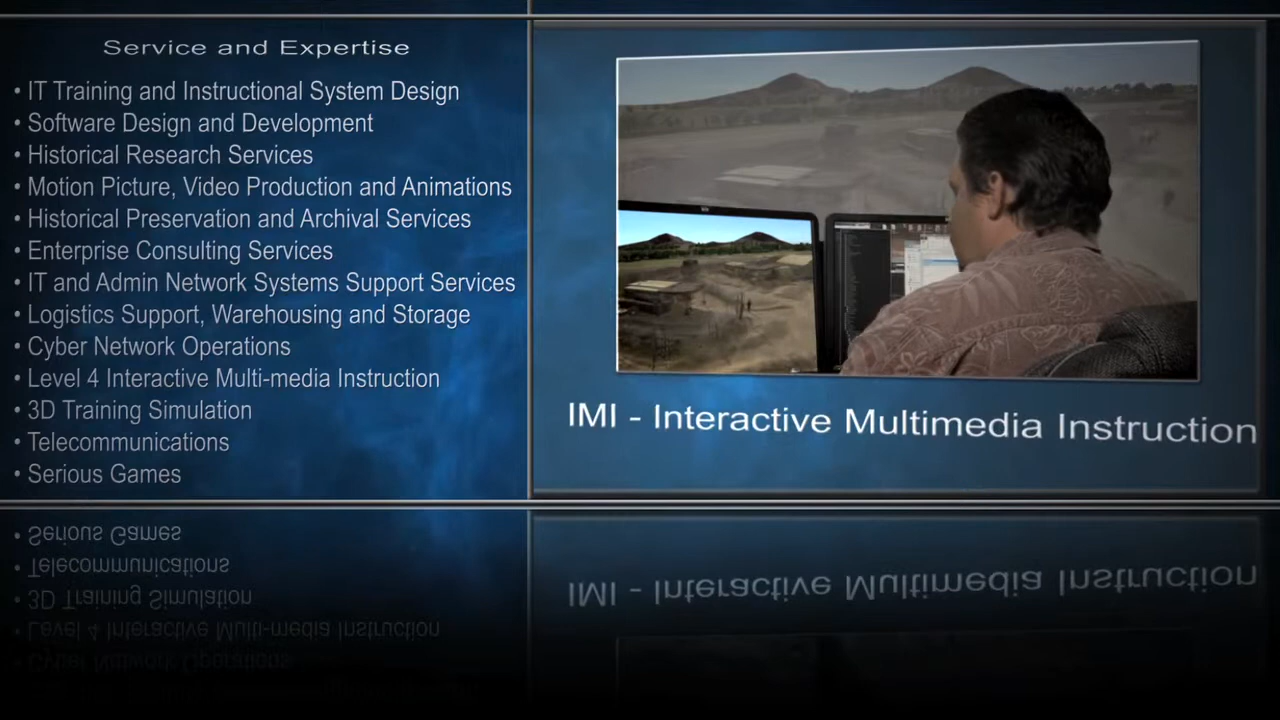 Service and Expertise
• IT Training and Instructional System Design
• Software Design and Development
• Historical Research Services
• Motion Picture, Video Production and Animations
• Historical Preservation and Archival Services
• Enterprise Consulting Services
• IT and Admin Network Systems Support Services
• Logistics Support, Warehousing and Storage
• Cyber Network Operations
• Level 4 Interactive Multi-media Instruction
• 3D Training Simulation
• Telecommunications
• Serious Games
IMI - Interactive Multimedia Instruction